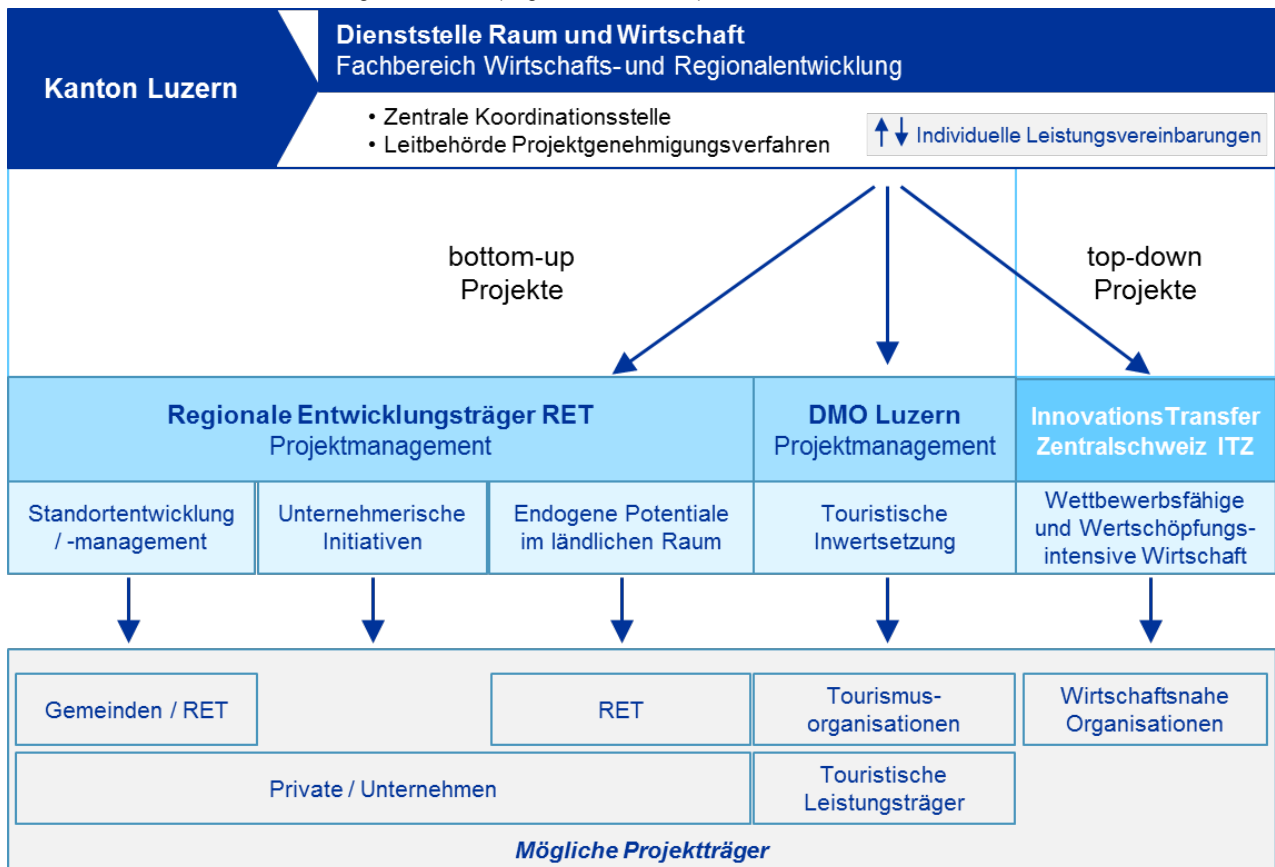 Kanton Luzern
Dienststelle Raum und Wirtschaft
Fachbereich Wirtschafts- und Regionalentwicklung
• Zentrale Koordinationsstelle
• Leitbehörde Projektgenehmigungsverfahren
Individuelle Leistungsvereinbarungen
bottom-up
Projekte
top-down
Projekte
Regionale Entwicklungsträger RET
Projektmanagement
DMO Luzern
Projektmanagement
InnovationsTransfer
Zentralschweiz ITZ
Standortentwicklung
/ -management
Unternehmerische
Initiativen
Endogene Potentiale
im ländlichen Raum
Touristische
Inwertsetzung
Wettbewerbsfähige
und Wertschöpfungs-
intensive Wirtschaft
Gemeinden / RET
RET
Tourismus-
organisationen
Wirtschaftsnahe
Organisationen
Private / Unternehmen
Touristische
Leistungsträger
Mögliche Projektträger